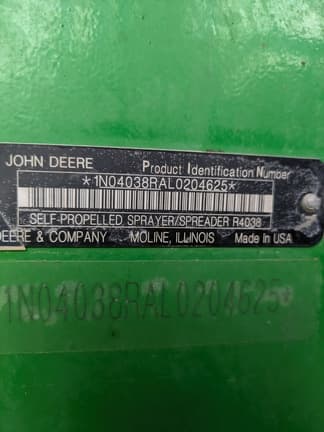 JOHN DEERE Product Identification Number
*1N04038RAL0204625*
SELF-PROPELLED SPRAYER/SPREADER R4038
DEERE & COMPANY MOLINE, ILLINOIS Made In USA
1N04038RAL0204625*